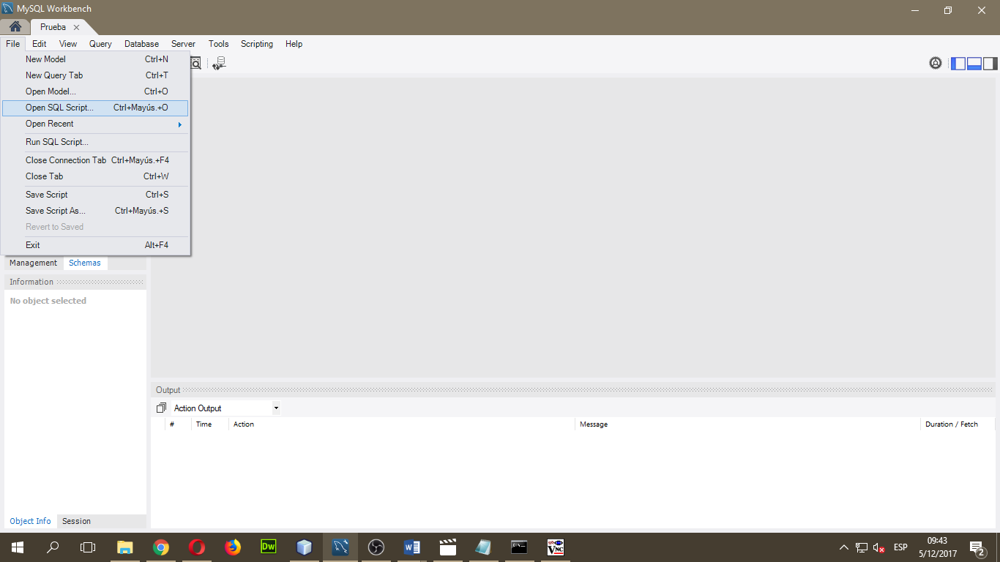 MySQL Workbench
Prueba
File Edit View Query Database Server Tools Scripting Help
New Model Ctrl+N
New Query Tab Ctrl+T
Open Model... Ctrl+O
Open SQL Script... Ctrl+Mayús.+O
Open Recent
Run SQL Script...
Close Connection Tab Ctrl+Mayús.+F4
Close Tab Ctrl+W
Save Script Ctrl+S
Save Script As... Ctrl+Mayús.+S
Revert to Saved
Exit Alt+F4
Management Schemas
Information
No object selected
Output
Action Output
# Time Action Message Duration / Fetch
Object Info Session
Dw
VNC
ESP
09:43
5/12/2017
2